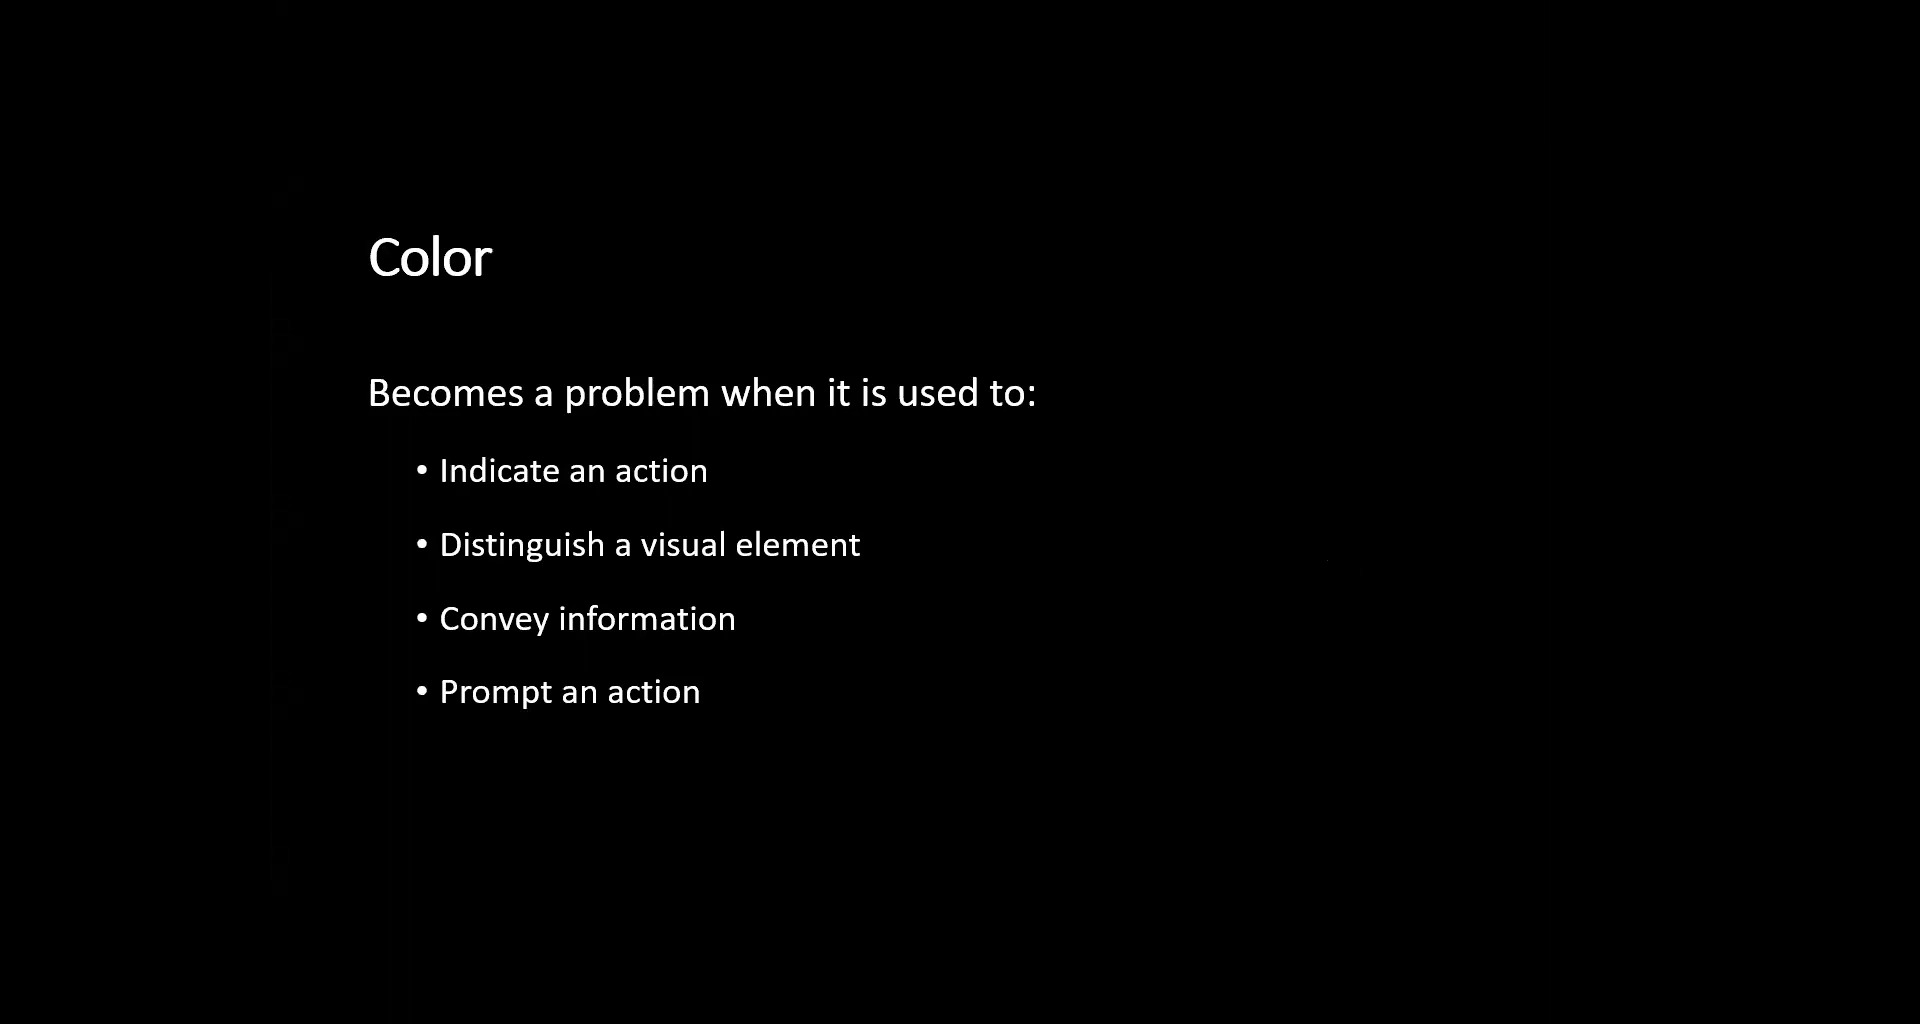 Color
Becomes a problem when it is used to:
• Indicate an action
• Distinguish a visual element
• Convey information
• Prompt an action